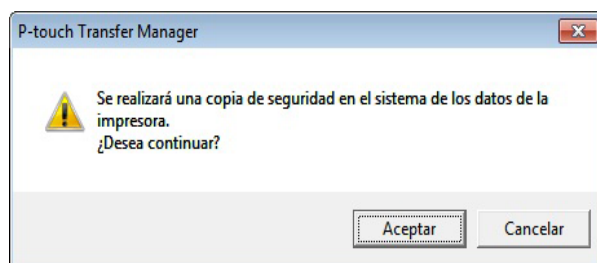 P-touch Transfer Manager
Se realizará una copia de seguridad en el sistema de los datos de la
impresora.
¿Desea continuar?
Aceptar
Cancelar